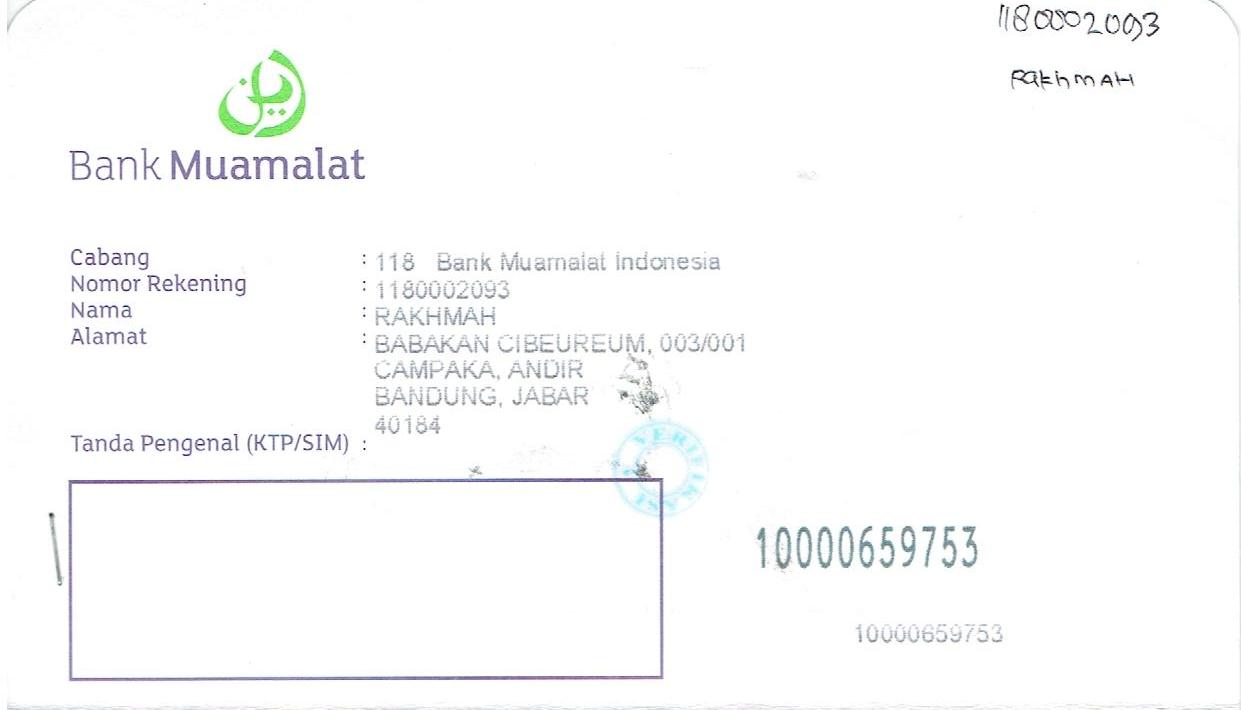 1180002093
RakhMAH
Bank Muamalat
Cabang : 118 Bank Muamalat Indonesia
Nomor Rekening : 1180002093
Nama : RAKHMAH
Alamat : BABAKAN CIBEUREUM, 003/001
CAMPAKA, ANDIR
BANDUNG, JABAR
40184
Tanda Pengenal (KTP/SIM) :
VERIFIKASI
10000659753
10000659753